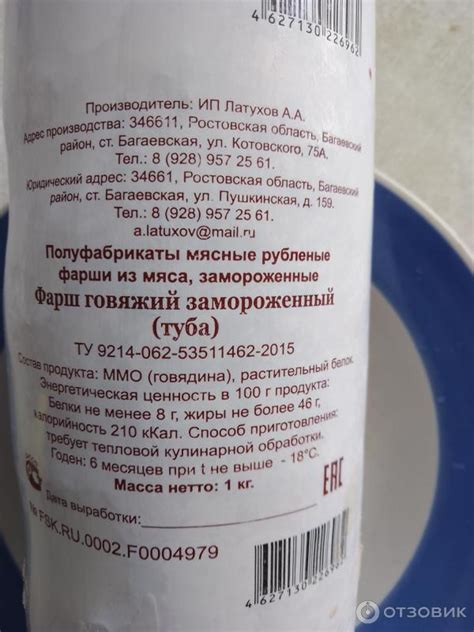 4627130226962
Производитель: ИП Латухов А.А.
Адрес производства: 346611, Ростовская область, Багаевский
район, ст. Багаевская, ул. Котовского, 75А.
Тел.: 8 (928) 957 25 61.
Юридический адрес: 34661, Ростовская область, Багаевский
район, ст. Багаевская, ул. Пушкинская, д. 159.
Тел.: 8 (928) 957 25 61.
a.latuxov@mail.ru
Полуфабрикаты мясные рубленые
фарши из мяса, замороженные
Фарш говяжий замороженный
(туба)
ТУ 9214-062-53511462-2015
Состав продукта: ММО (говядина), растительный белок.
Энергетическая ценность в 100 г продукта:
Белки не менее 8 г, жиры не более 46 г,
калорийность 210 кКал. Способ приготовления:
требует тепловой кулинарной обработки.
Годен: 6 месяцев при t не выше - 18°С.
Масса нетто: 1 кг.
ЕАС
Дата выработки:
№ FSK.RU.0002.F0004979
4627130226962
ОТЗОВИК